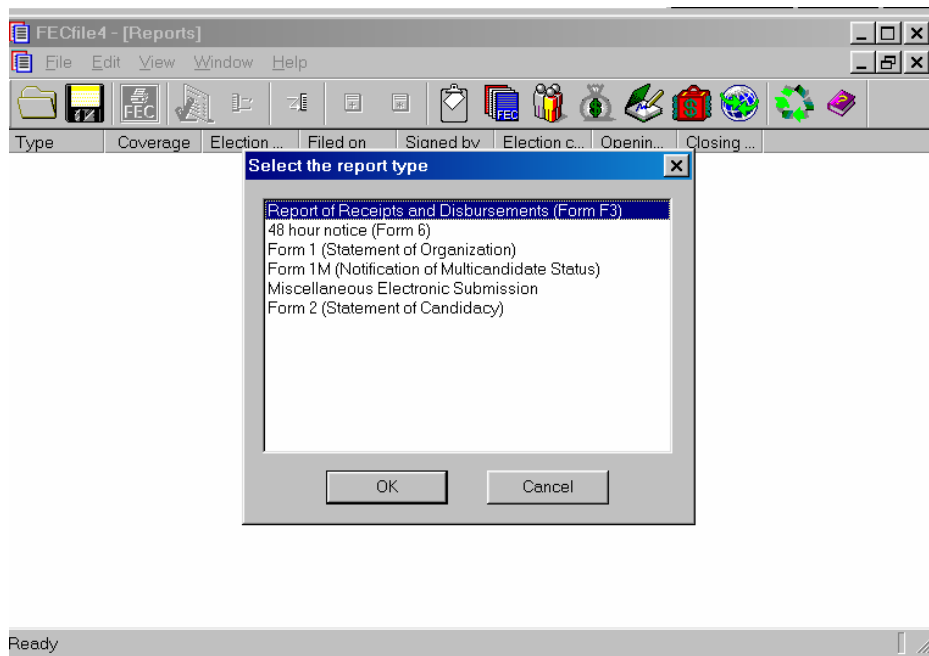 FECfile4 - [Reports]
File Edit View Window Help
FEC FEC
Type Coverage Election ... Filed on Signed by Election c... Openin... Closing ...
Select the report type
Report of Receipts and Disbursements (Form F3)
48 hour notice (Form 6)
Form 1 (Statement of Organization)
Form 1M (Notification of Multicandidate Status)
Miscellaneous Electronic Submission
Form 2 (Statement of Candidacy)
OK Cancel
Ready